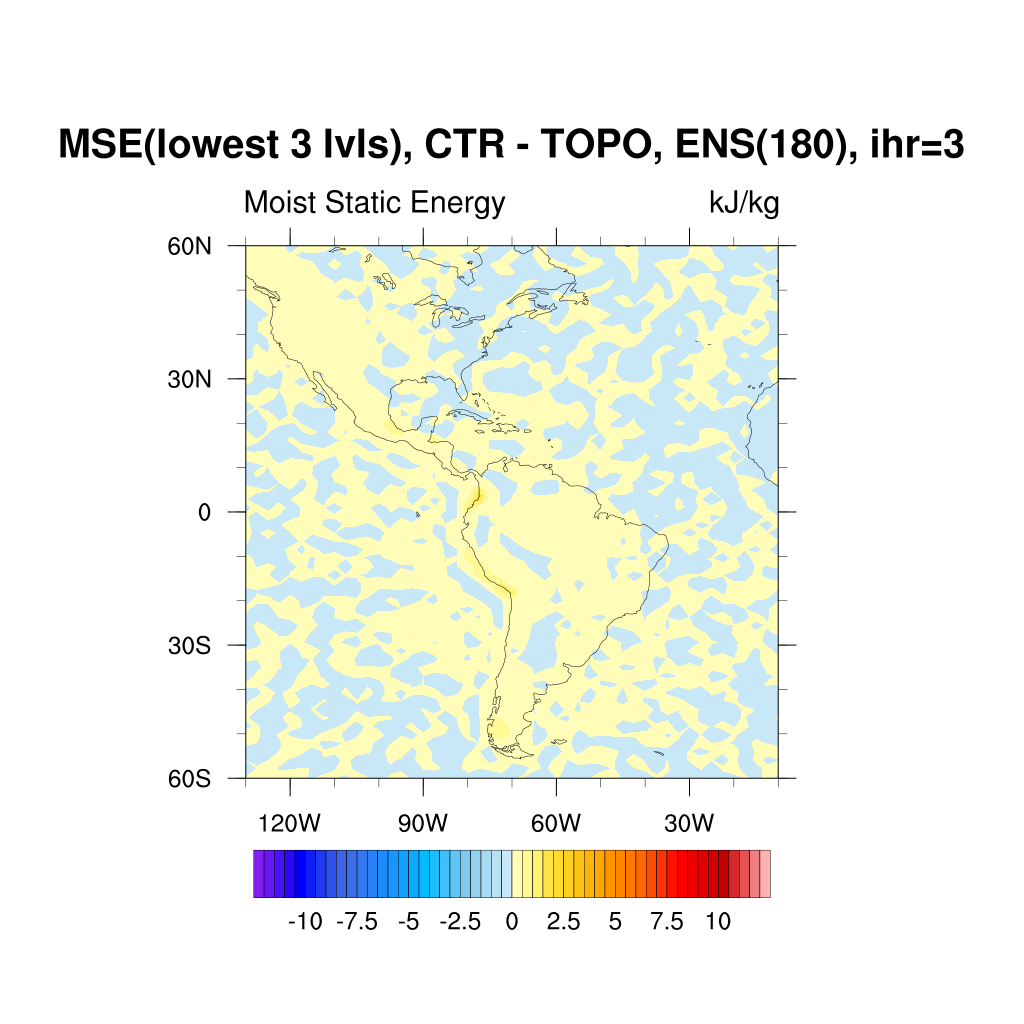 MSE(lowest 3 lvls), CTR - TOPO, ENS(180), ihr=3
Moist Static Energy kJ/kg
60N
30N
0
30S
60S
120W 90W 60W 30W
-10 -7.5 -5 -2.5 0 2.5 5 7.5 10